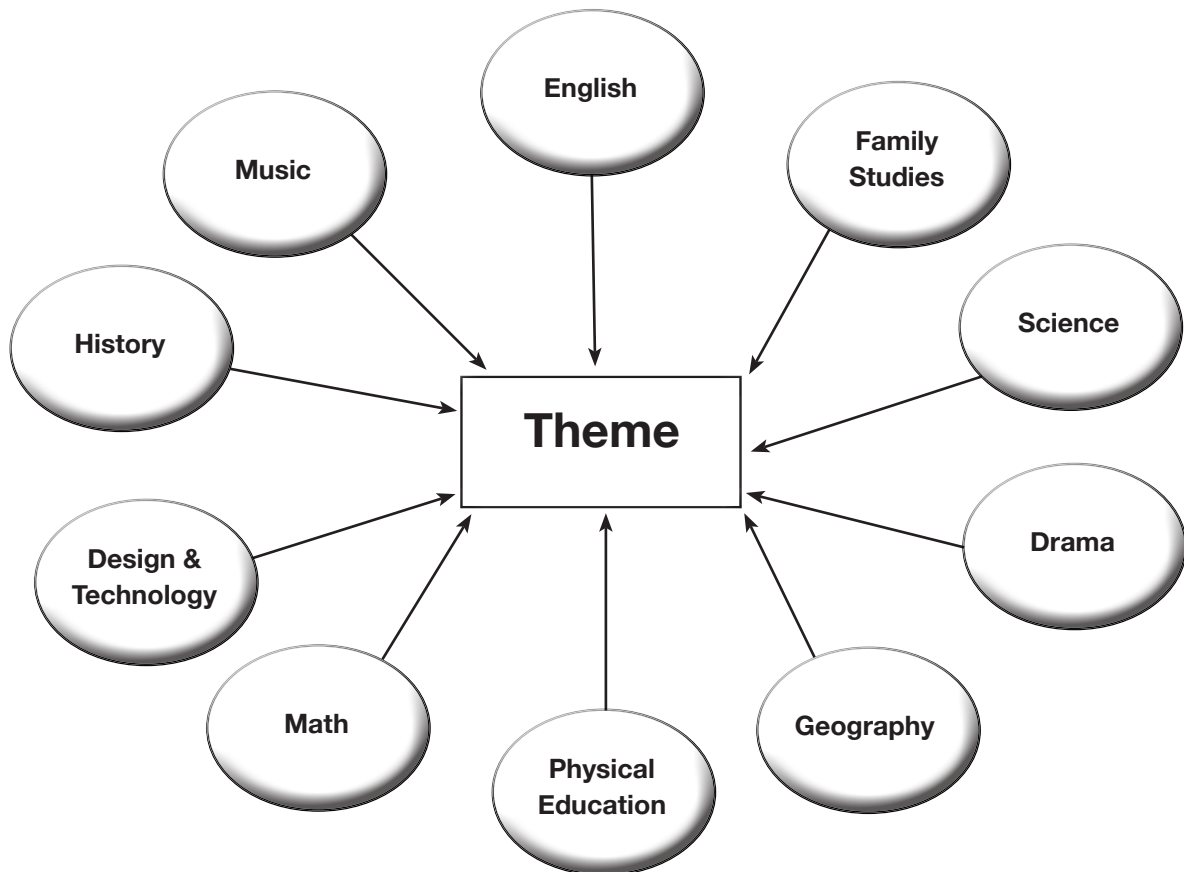 English
Family
Studies
Music
Science
History
Theme
Drama
Design &
Technology
Geography
Math
Physical
Education